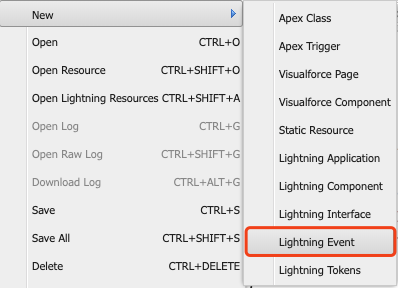 New
Open CTRL+O
Open Resource CTRL+SHIFT+O
Open Lightning Resources CTRL+SHIFT+A
Open Log CTRL+G
Open Raw Log CTRL+SHIFT+G
Download Log CTRL+ALT+G
Save CTRL+S
Save All CTRL+SHIFT+S
Delete CTRL+DELETE
Apex Class
Apex Trigger
Visualforce Page
Visualforce Component
Static Resource
Lightning Application
Lightning Component
Lightning Interface
Lightning Event
Lightning Tokens